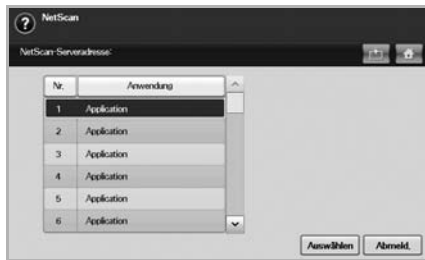 ? NetScan
NetScan-Serveradresse:
Nr. Anwendung
1 Application
2 Application
3 Application
4 Application
5 Application
6 Application
Auswählen Abmeld.